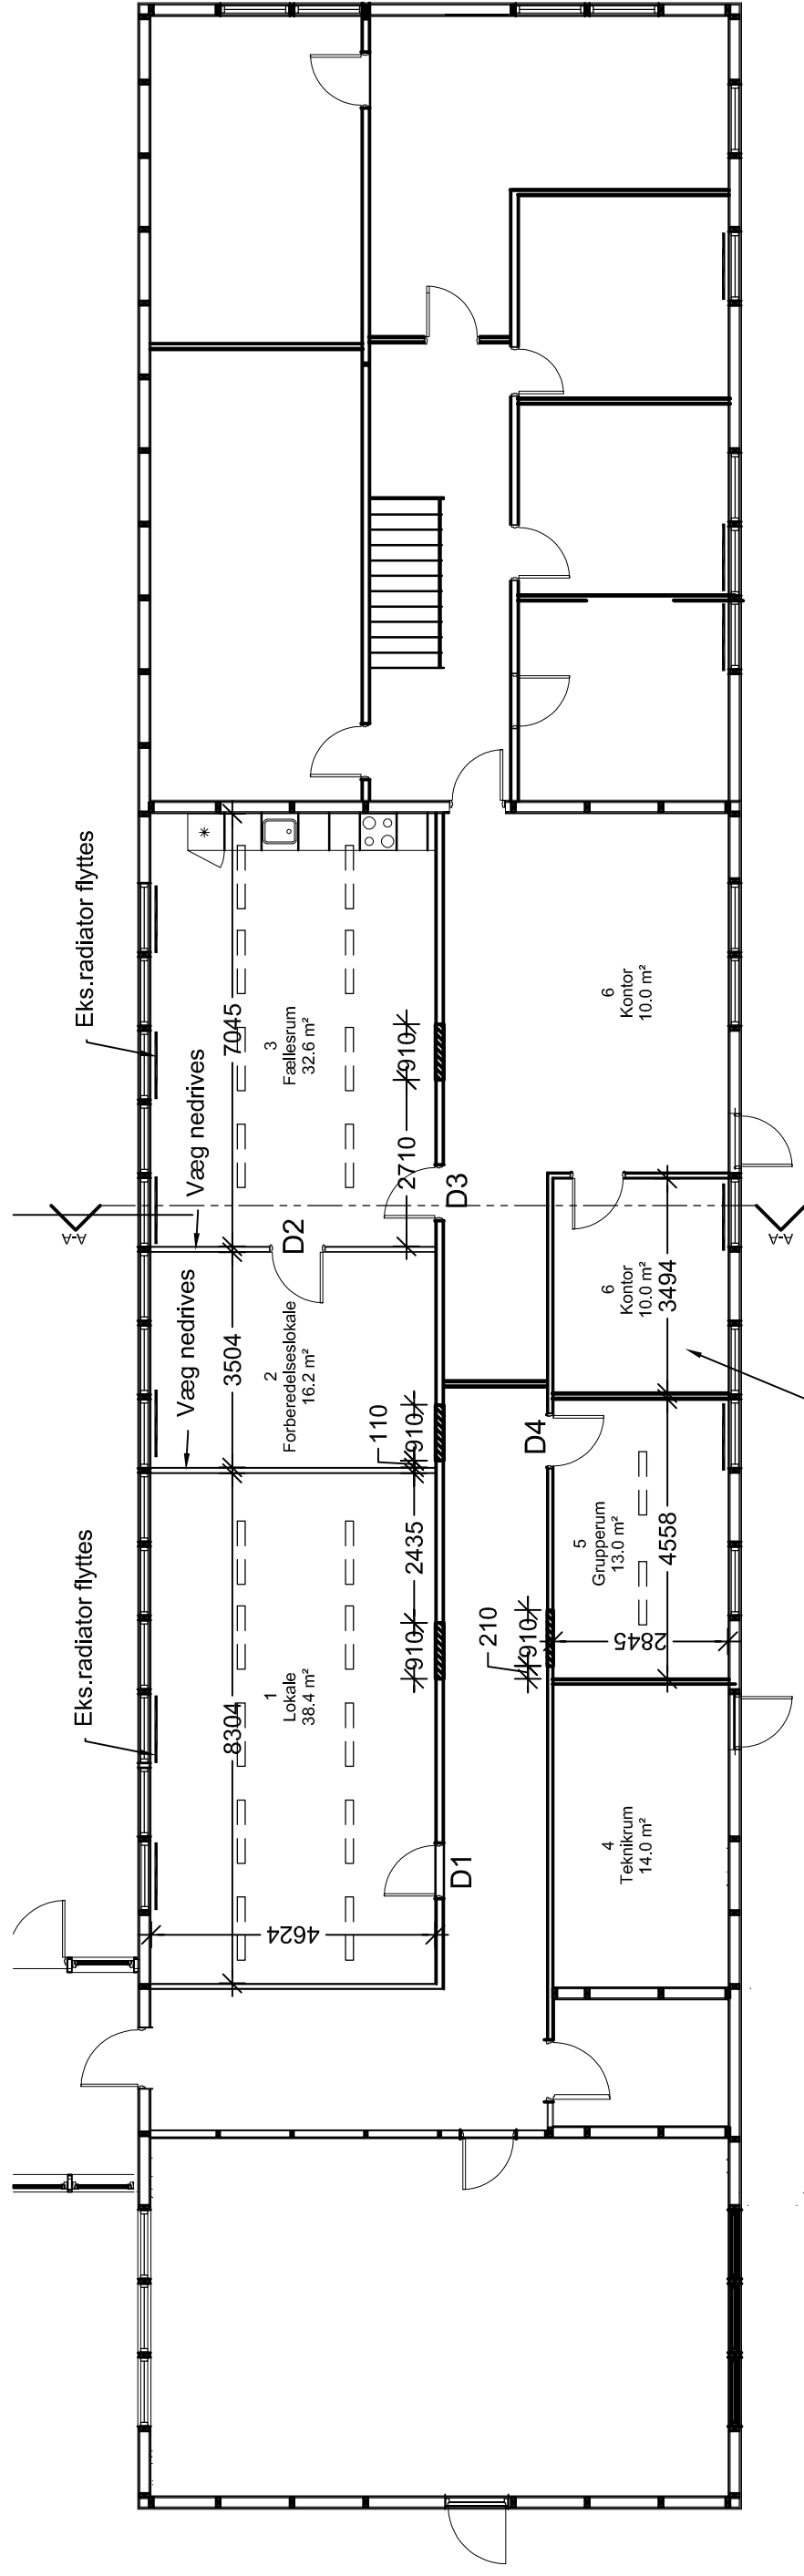 Eks.radiator flyttes
Eks.radiator flyttes
Væg nedrives
Væg nedrives
8304
3504
7045
4624
1
Lokale
38.4 m²
2
Forberedelseslokale
16.2 m²
3
Fællesrum
32.6 m²
D2
910
2435
110
910
2710
910
D1
D3
A-A
A-A
210
910
D4
4
Teknikrum
14.0 m²
5
Grupperum
13.0 m²
6
Kontor
10.0 m²
6
Kontor
10.0 m²
2845
4558
3494